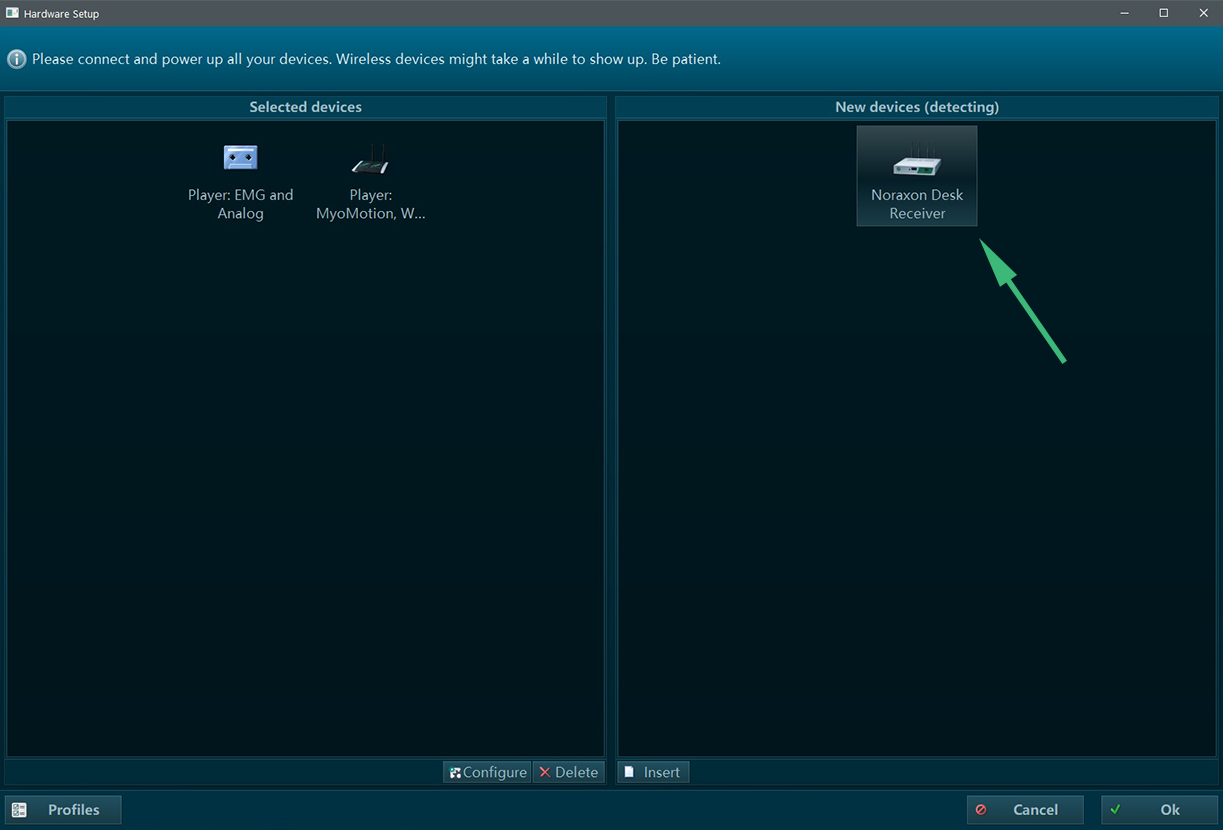 Hardware Setup
Please connect and power up all your devices. Wireless devices might take a while to show up. Be patient.
Selected devices
New devices (detecting)
Player: EMG and
Analog
Player:
MyoMotion, W...
Noraxon Desk
Receiver
Configure
Delete
Insert
Profiles
Cancel
Ok